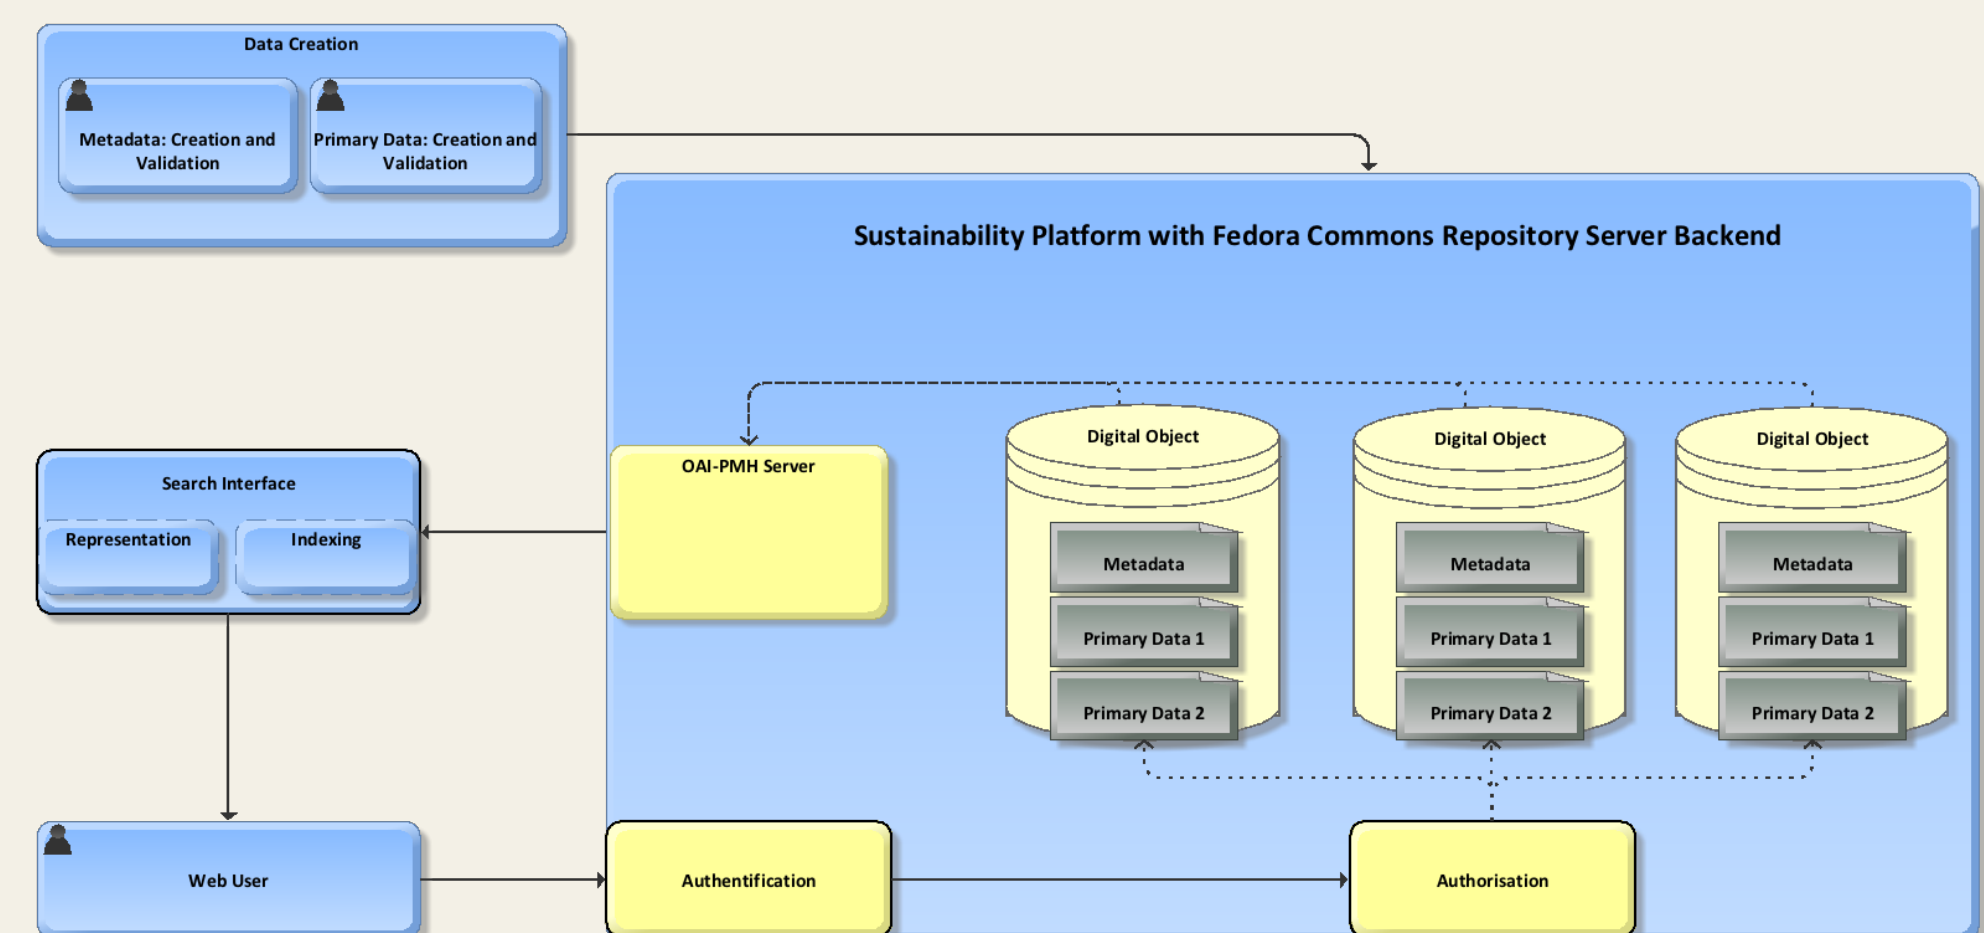 Data Creation
Metadata: Creation and
Validation
Primary Data: Creation and
Validation
Sustainability Platform with Fedora Commons Repository Server Backend
OAI-PMH Server
Digital Object
Metadata
Primary Data 1
Primary Data 2
Digital Object
Metadata
Primary Data 1
Primary Data 2
Digital Object
Metadata
Primary Data 1
Primary Data 2
Search Interface
Representation
Indexing
Web User
Authentification
Authorisation